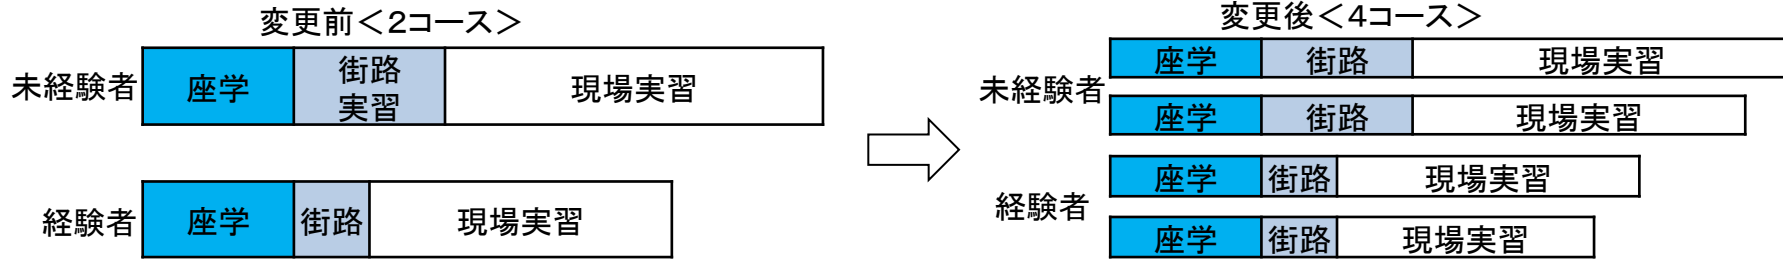 変更前＜２コース＞
未経験者
座学
街路
実習
現場実習
経験者
座学
街路
現場実習
変更後＜４コース＞
未経験者
座学
街路
現場実習
座学
街路
現場実習
経験者
座学
街路
現場実習
座学
街路
現場実習